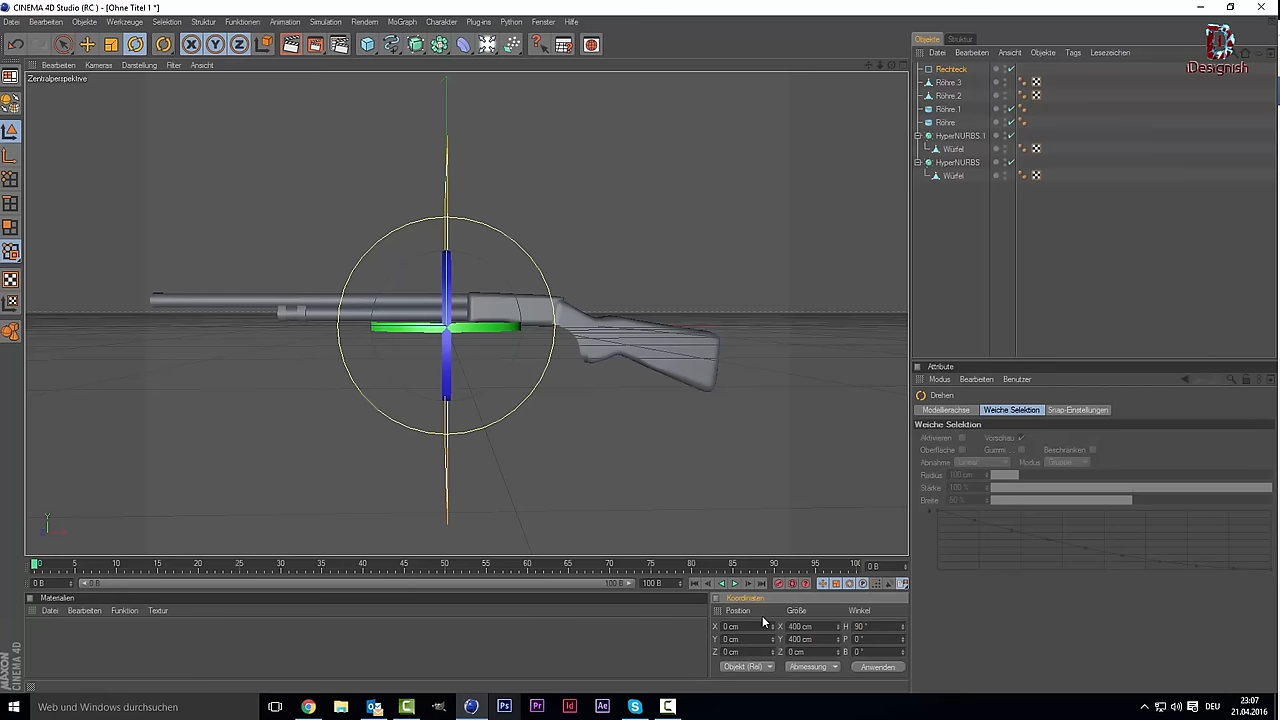 CINEMA 4D Studio (RC ) - [Ohne Titel 1 *]
Datei Bearbeiten Objekte Werkzeuge Selektion Struktur Funktionen Animation Simulation Rendern MoGraph Charakter Plug-ins Python Fenster Hilfe
Bearbeiten Kameras Darstellung Filter Ansicht
Zentralperspektive
Objekte Struktur
Datei Bearbeiten Ansicht Objekte Tags Lesezeichen
iDesignish
Rechteck
Röhre.3
Röhre.2
Röhre.1
Röhre
HyperNURBS.1
Würfel
HyperNURBS
Würfel
Attribute
Modus Bearbeiten Benutzer
Drehen
Modellierachse Weiche Selektion Snap-Einstellungen
Weiche Selektion
Aktivieren Vorschau
Oberfläche Gummi ... Beschränken
Abnahme Linear Modus Gruppe
Radius 100 cm
Stärke 100 %
Breite 50 %
Y
0 5 10 15 20 25 30 35 40 45 50 55 60 65 70 75 80 85 90 95 100 0 B
0 B 0 B 100 B 100 B
Materialien
Datei Bearbeiten Funktion Textur
Koordinaten
Position Größe Winkel
X 0 cm X 400 cm H 90 °
Y 0 cm Y 400 cm P 0 °
Z 0 cm Z 0 cm B 0 °
Objekt (Rel) Abmessung Anwenden
MAXON
CINEMA 4D
Web und Windows durchsuchen
DEU
23:07
21.04.2016